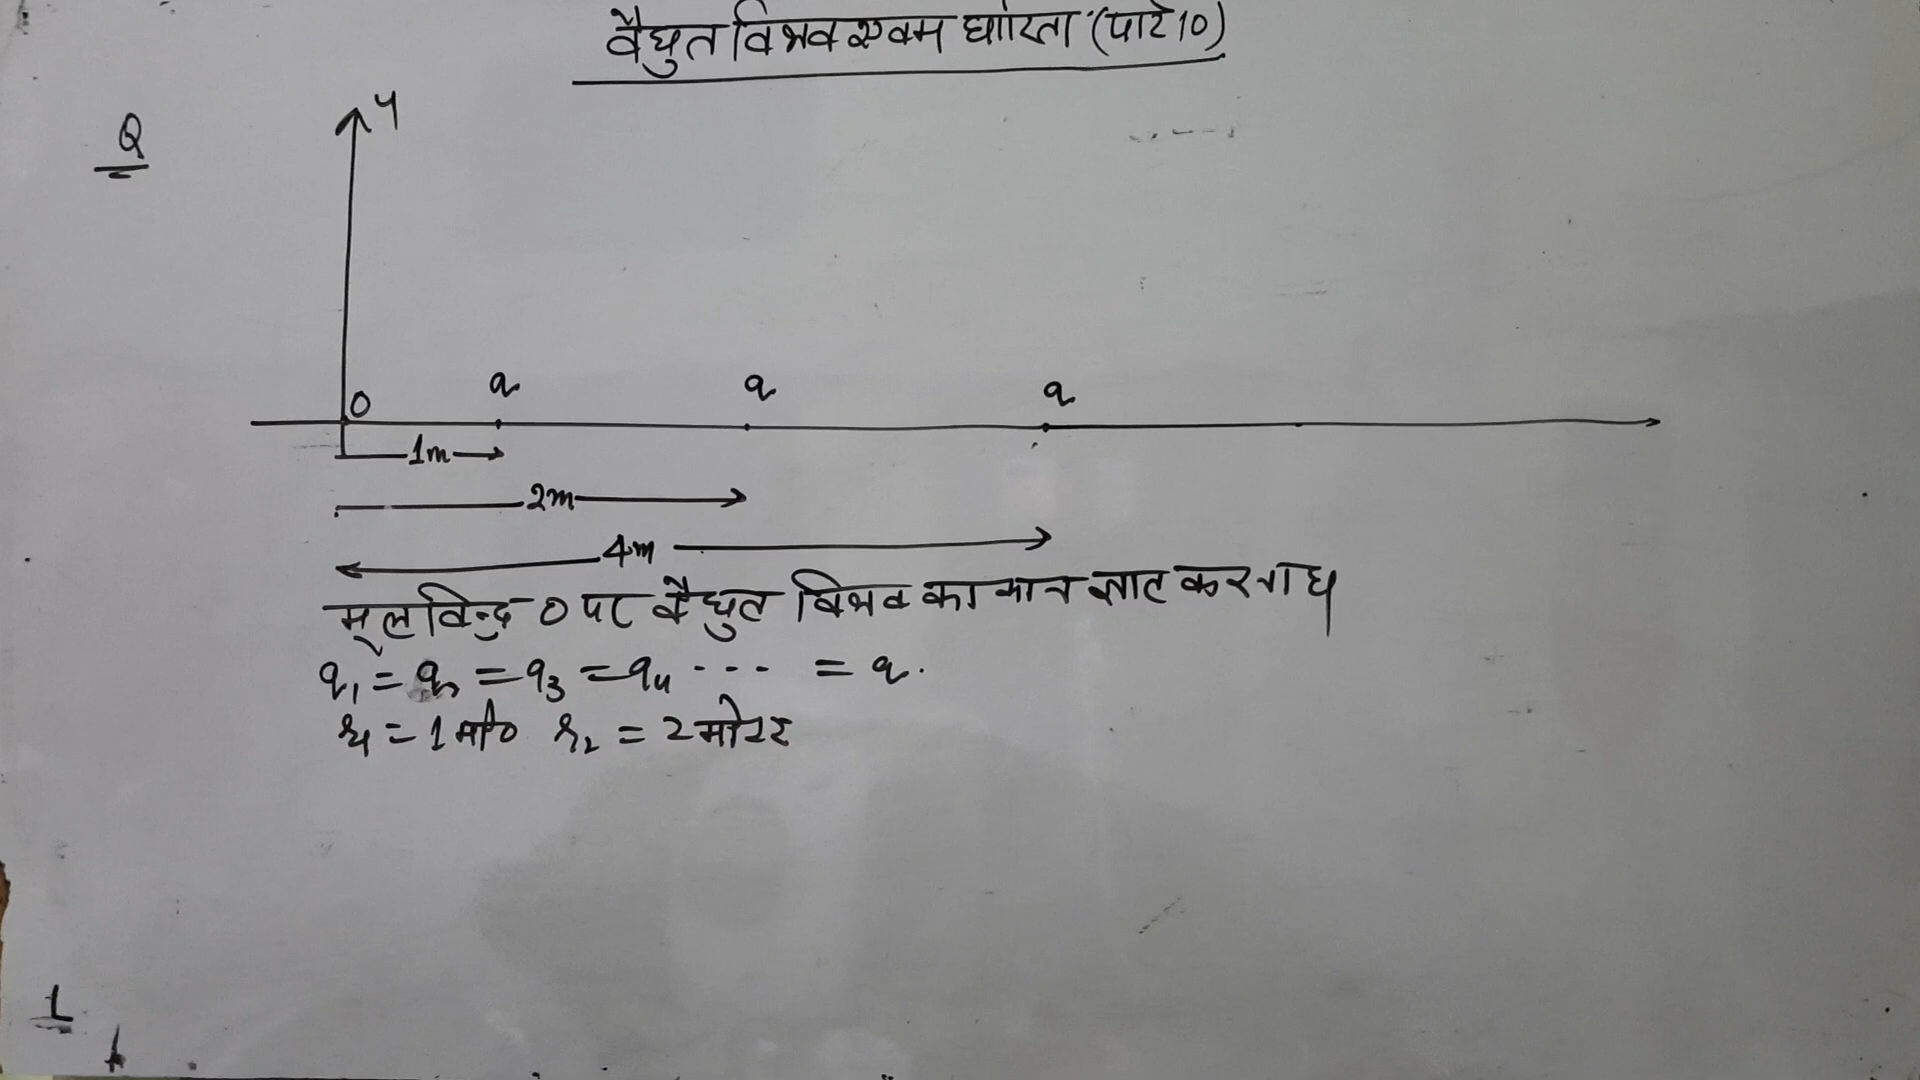 वैद्युत विभव एवम धारिता (पार्ट 10)
Q
y
O
q q q
1m
2m
4m
मूल विन्दु O पर वैद्युत विभव का मान ज्ञात करना है
q₁ = q₂ = q₃ = q₄ --- = q.
r₁ = 1 मी० r₂ = 2 मीटर
1